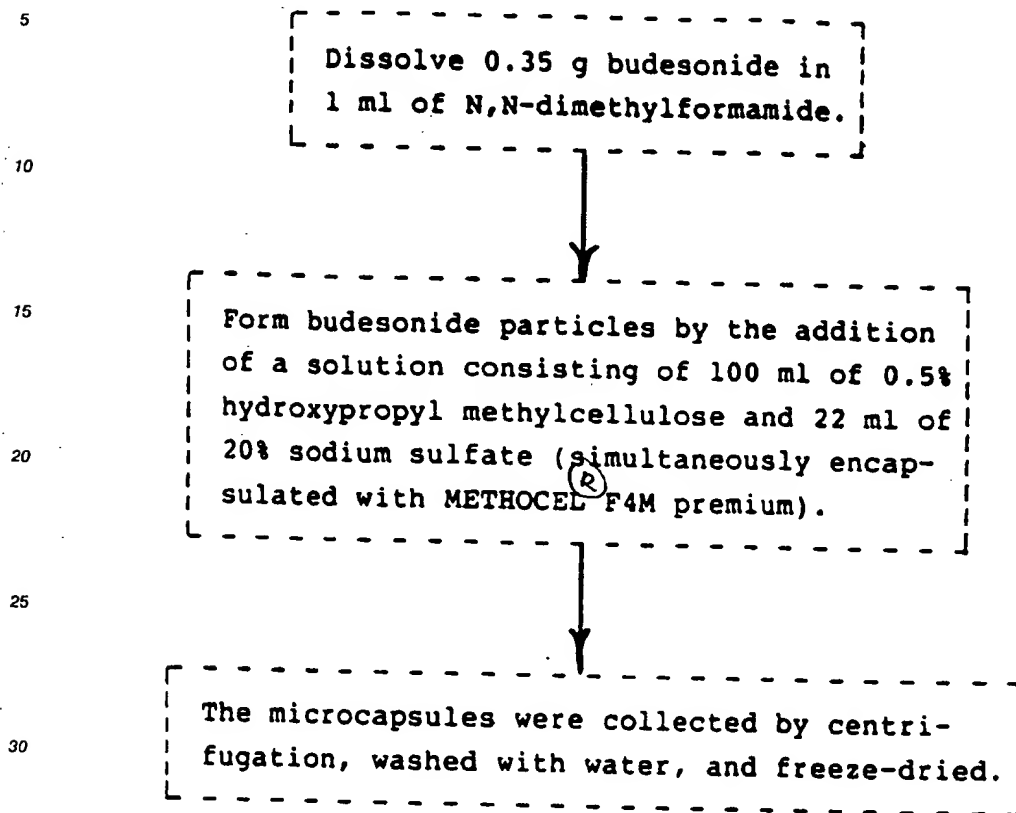 5
Dissolve 0.35 g budesonide in
1 ml of N,N-dimethylformamide.
10
15
Form budesonide particles by the addition
of a solution consisting of 100 ml of 0.5%
hydroxypropyl methylcellulose and 22 ml of
20
20% sodium sulfate (simultaneously encap-
sulated with METHOCEL® F4M premium).
25
The microcapsules were collected by centri-
30
fugation, washed with water, and freeze-dried.